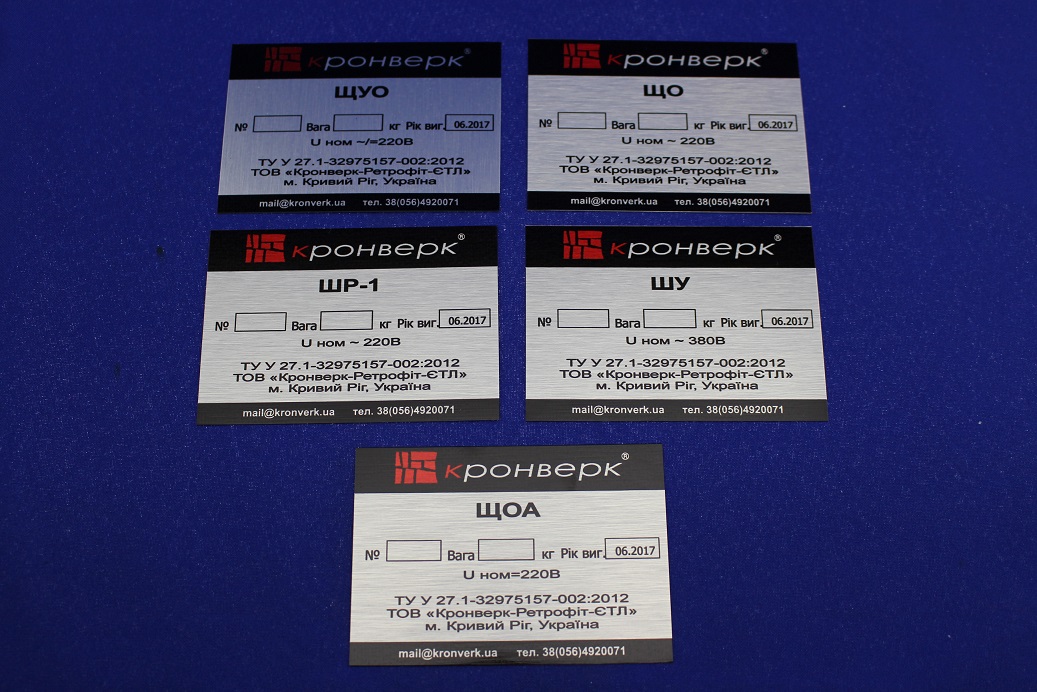 кронверк®
ЩУО
№ Вага кг Рік виг. 06.2017
U ном ~/=220В
ТУ У 27.1-32975157-002:2012
ТОВ «Кронверк-Ретрофіт-ЄТЛ»
м. Кривий Ріг, Україна
mail@kronverk.ua тел. 38(056)4920071
кронверк®
ЩО
№ Вага кг Рік виг. 06.2017
U ном ~ 220В
ТУ У 27.1-32975157-002:2012
ТОВ «Кронверк-Ретрофіт-ЄТЛ»
м. Кривий Ріг, Україна
mail@kronverk.ua тел. 38(056)4920071
кронверк®
ШР-1
№ Вага кг Рік виг. 06.2017
U ном ~ 220В
ТУ У 27.1-32975157-002:2012
ТОВ «Кронверк-Ретрофіт-ЄТЛ»
м. Кривий Ріг, Україна
mail@kronverk.ua тел. 38(056)4920071
кронверк®
ШУ
№ Вага кг Рік виг. 06.2017
U ном ~ 380В
ТУ У 27.1-32975157-002:2012
ТОВ «Кронверк-Ретрофіт-ЄТЛ»
м. Кривий Ріг, Україна
mail@kronverk.ua тел. 38(056)4920071
кронверк®
ЩОА
№ Вага кг Рік виг. 06.2017
U ном=220В
ТУ У 27.1-32975157-002:2012
ТОВ «Кронверк-Ретрофіт-ЄТЛ»
м. Кривий Ріг, Україна
mail@kronverk.ua тел. 38(056)4920071